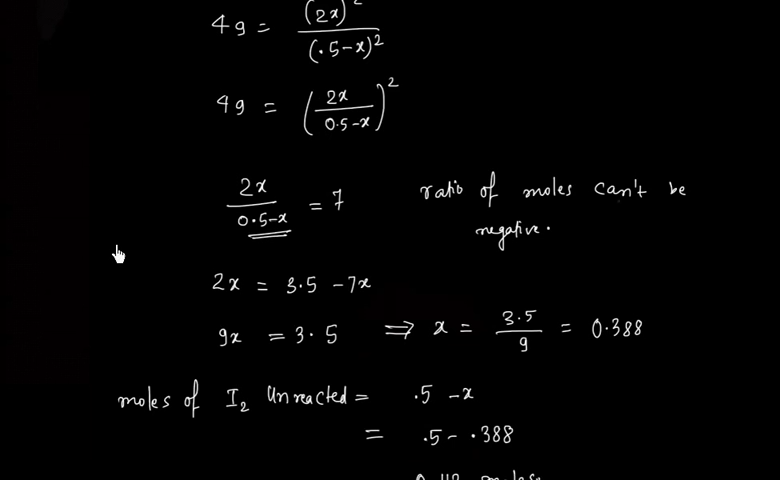 49 = (2x)² / (.5-x)²
49 = (2x / 0.5-x)²
2x / 0.5-x = 7 ratio of moles can't be
negative.
2x = 3.5 - 7x
9x = 3.5 ⇒ x = 3.5 / 9 = 0.388
moles of I₂ Unreacted = .5 - x
= .5 - .388